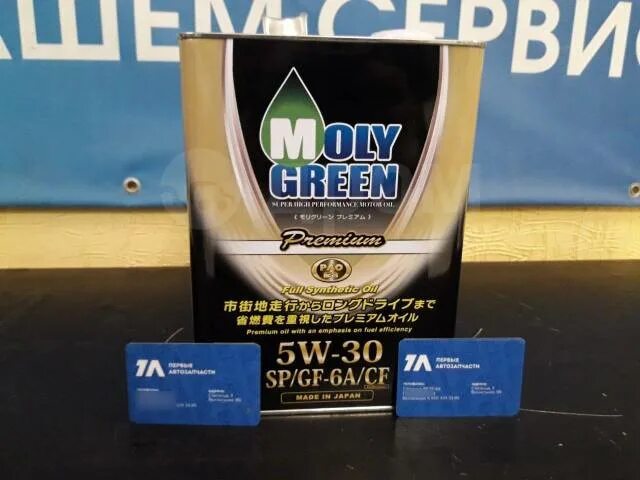 АШЕМ СЕРВИС
MOLY
GREEN
SUPER HIGH PERFORMANCE MOTOR OIL
《モリグリーン プレミアム》
Premium
PAO
Full-Synthetic Oil
市街地走行からロングドライブまで
省燃費を重視したプレミアムオイル
Premium oil with an emphasis on fuel efficiency
5W-30
SP/GF-6A/CF
MADE IN JAPAN
1А ПЕРВЫЕ
АВТОЗАПЧАСТИ
1А ПЕРВЫЕ
АВТОЗАПЧАСТИ